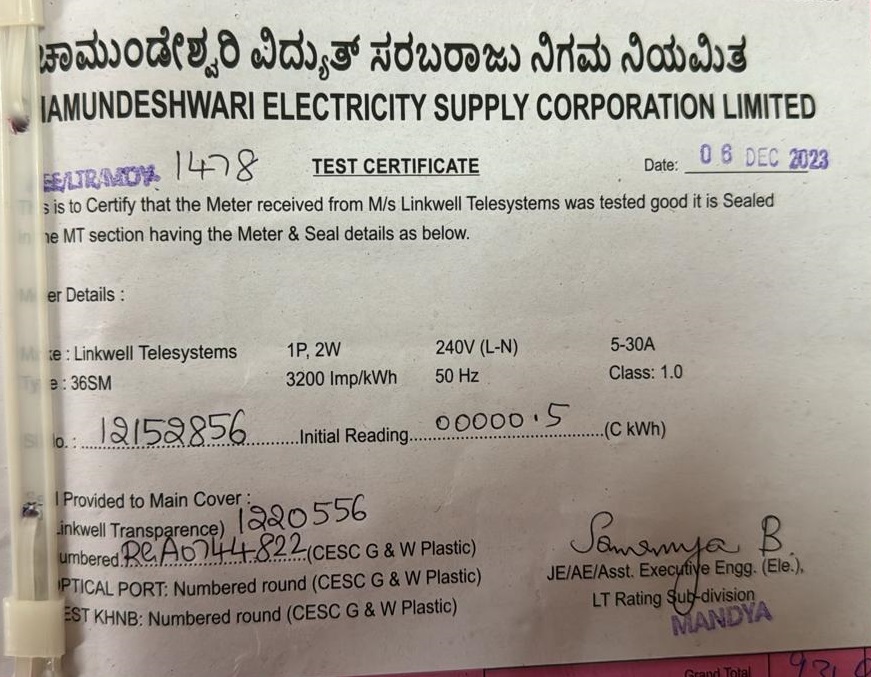 ಚಾಮುಂಡೇಶ್ವರಿ ವಿದ್ಯುತ್ ಸರಬರಾಜು ನಿಗಮ ನಿಯಮಿತ
IAMUNDESHWARI ELECTRICITY SUPPLY CORPORATION LIMITED
EE/LTR/MDY. 1478 TEST CERTIFICATE Date: 06 DEC 2023
s is to Certify that the Meter received from M/s Linkwell Telesystems was tested good it is Sealed
he MT section having the Meter & Seal details as below.
er Details :
ke : Linkwell Telesystems 1P, 2W 240V (L-N) 5-30A
e : 36SM 3200 Imp/kWh 50 Hz Class: 1.0
lo. : 12152856 Initial Reading 00000.5 (C kWh)
l Provided to Main Cover :
inkwell Transparence) 1220556
umbered (CESC G & W Plastic)
PTICAL PORT: Numbered round (CESC G & W Plastic)
EST KHNB: Numbered round (CESC G & W Plastic)
B.
JE/AE/Asst. Executive Engg. (Ele.),
LT Rating Sub-division
MANDYA
Grand Total